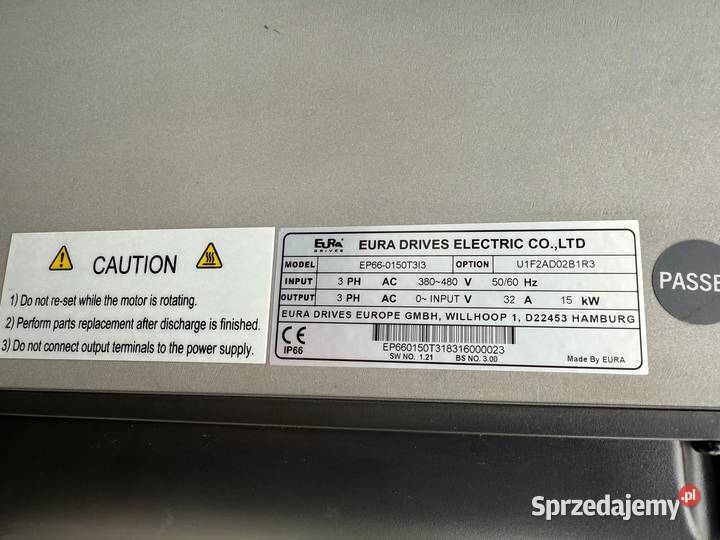 CAUTION
1) Do not re-set while the motor is rotating.
2) Perform parts replacement after discharge is finished.
3) Do not connect output terminals to the power supply.
EURA DRIVES EURA DRIVES ELECTRIC CO.,LTD
MODEL EP66-0150T3I3 OPTION U1F2AD02B1R3
INPUT 3 PH AC 380~480 V 50/60 Hz
OUTPUT 3 PH AC 0~ INPUT V 32 A 15 kW
EURA DRIVES EUROPE GMBH, WILLHOOP 1, D22453 HAMBURG
CE
IP66
EP660150T318316000023
SW NO. 1.21 BS NO. 3.00 Made By EURA
PASSE
Sprzedajemy.pl